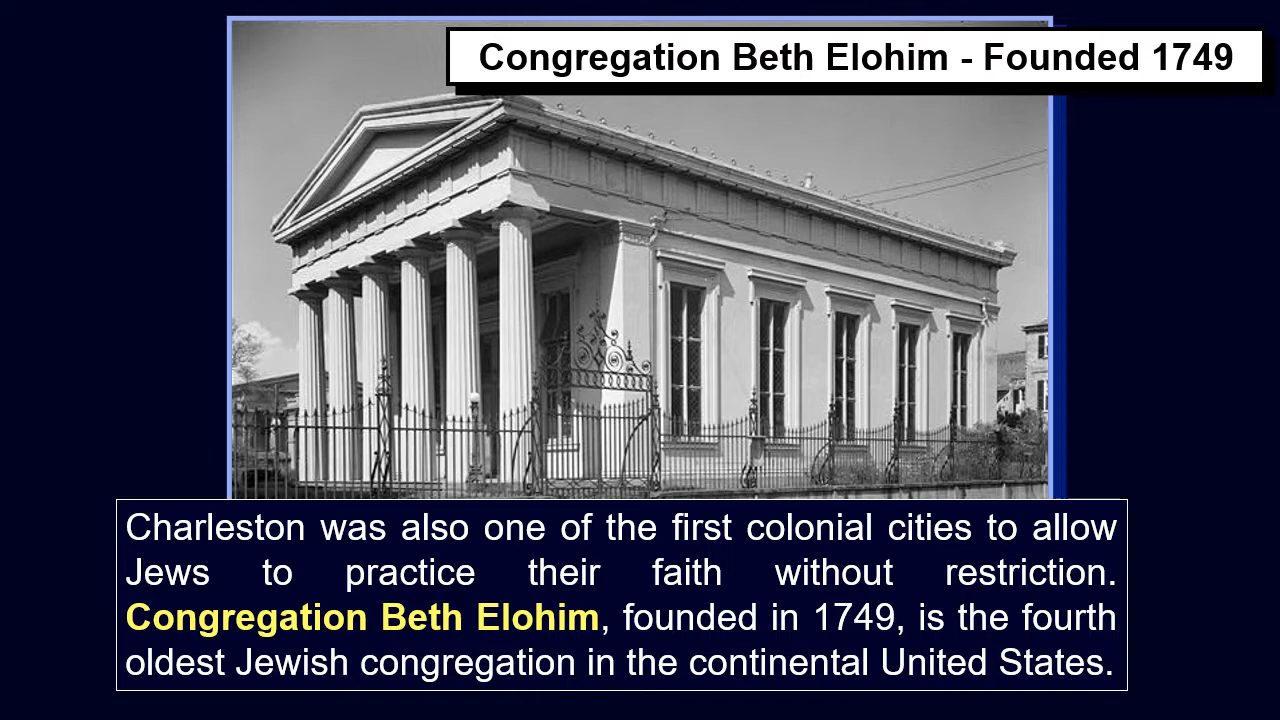 Congregation Beth Elohim - Founded 1749
Charleston was also one of the first colonial cities to allow
Jews to practice their faith without restriction.
Congregation Beth Elohim, founded in 1749, is the fourth
oldest Jewish congregation in the continental United States.